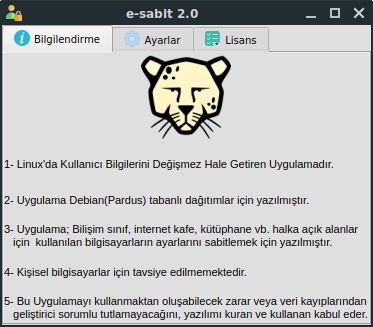 e-sabit 2.0
Bilgilendirme
Ayarlar
Lisans
1- Linux'da Kullanıcı Bilgilerini Değişmez Hale Getiren Uygulamadır.
2- Uygulama Debian(Pardus) tabanlı dağıtımlar için yazılmıştır.
3- Uygulama; Bilişim sınıf, internet kafe, kütüphane vb. halka açık alanlar
için kullanılan bilgisayarların ayarlarını sabitlemek için yazılmıştır.
4- Kişisel bilgisayarlar için tavsiye edilmemektedir.
5- Bu Uygulamayı kullanmaktan oluşabilecek zarar veya veri kayıplarından
geliştirici sorumlu tutlamayacağını, yazılımı kuran ve kullanan kabul eder.